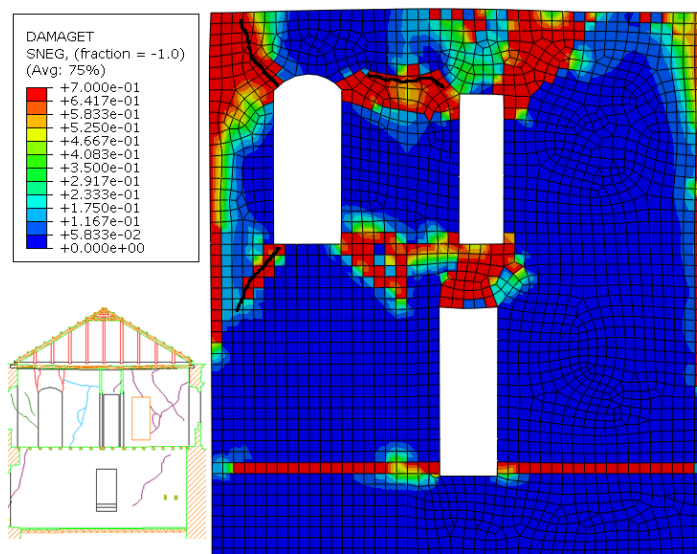 DAMAGET
SNEG, (fraction = -1.0)
(Avg: 75%)
+7.000e-01
+6.417e-01
+5.833e-01
+5.250e-01
+4.667e-01
+4.083e-01
+3.500e-01
+2.917e-01
+2.333e-01
+1.750e-01
+1.167e-01
+5.833e-02
+0.000e+00